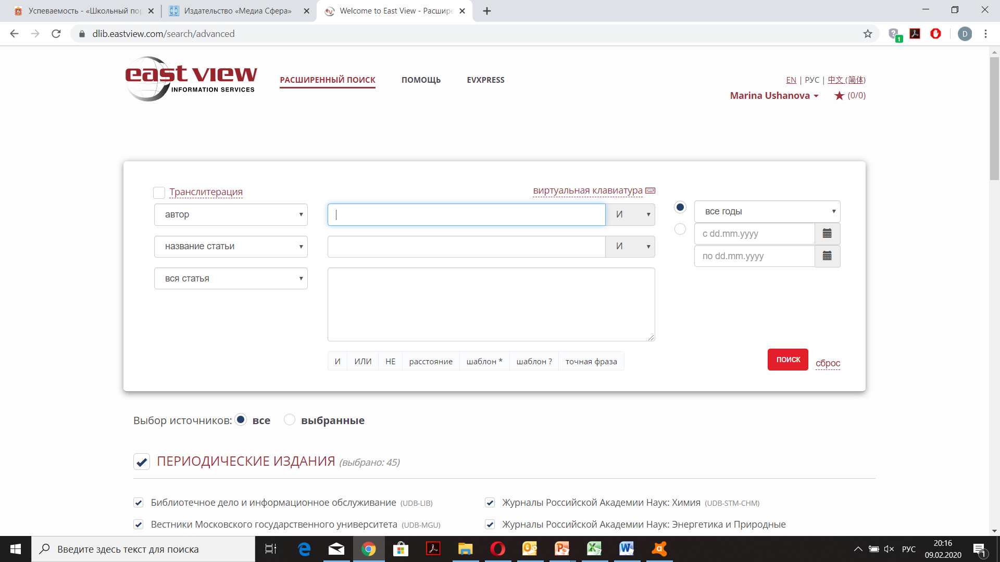 Успеваемость - «Школьный пор
Издательство «Медиа Сфера»
Welcome to East View - Расшире
dlib.eastview.com/search/advanced
1
D
east view
INFORMATION SERVICES
РАСШИРЕННЫЙ ПОИСК
ПОМОЩЬ
EVXPRESS
EN | РУС | 中文 (简体)
Marina Ushanova
(0/0)
Транслитерация
виртуальная клавиатура
автор
И
все годы
с dd.mm.yyyy
название статьи
И
по dd.mm.yyyy
вся статья
И
ИЛИ
НЕ
расстояние
шаблон *
шаблон ?
точная фраза
ПОИСК
сброс
Выбор источников: все выбранные
ПЕРИОДИЧЕСКИЕ ИЗДАНИЯ (выбрано: 45)
Библиотечное дело и информационное обслуживание (UDB-LIB)
Журналы Российской Академии Наук: Химия (UDB-STM-CHM)
Вестники Московского государственного университета (UDB-MGU)
Журналы Российской Академии Наук: Энергетика и Природные
Введите здесь текст для поиска
РУС
20:16
09.02.2020
1